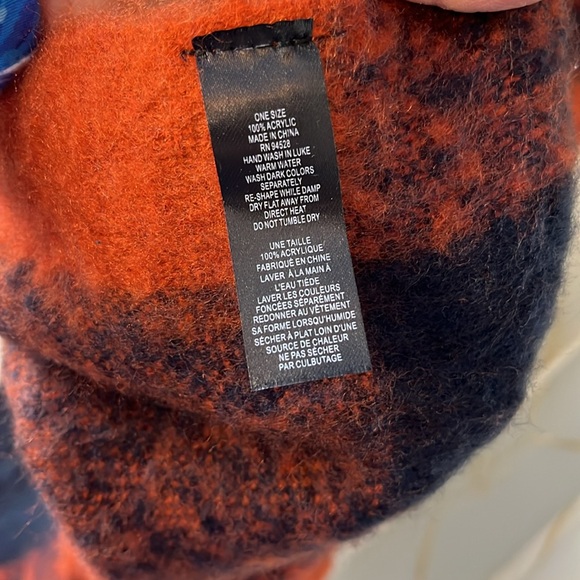 ONE SIZE
100% ACRYLIC
MADE IN CHINA
RN 94528
HAND WASH IN LUKE
WARM WATER
WASH DARK COLORS
SEPARATELY
RE-SHAPE WHILE DAMP
DRY FLAT AWAY FROM
DIRECT HEAT
DO NOT TUMBLE DRY
UNE TAILLE
100% ACRYLIQUE
FABRIQUÉ EN CHINE
LAVER À LA MAIN À
L'EAU TIÈDE
LAVER LES COULEURS
FONCÉES SÉPARÉMENT
REDONNER AU VÊTEMENT
SA FORME LORSQU'HUMIDE
SÉCHER À PLAT LOIN D'UNE
SOURCE DE CHALEUR
NE PAS SÉCHER
PAR CULBUTAGE